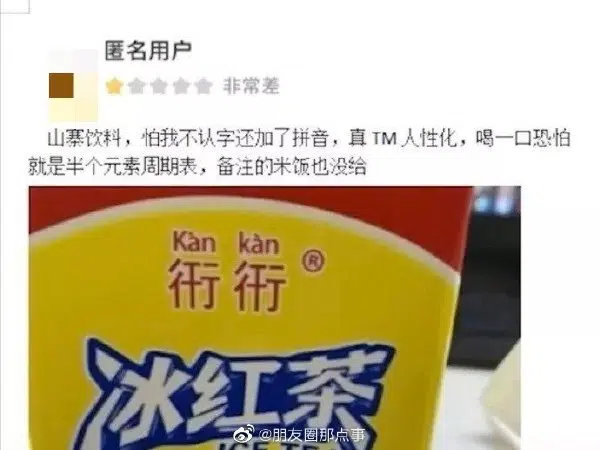 匿名用户
非常差
山寨饮料，怕我不认字还加了拼音，真 TM 人性化，喝一口恐怕
就是半个元素周期表，备注的米饭也没给
Kàn kàn
衎衎®
冰红茶
ICE TE
@朋友圈那点事